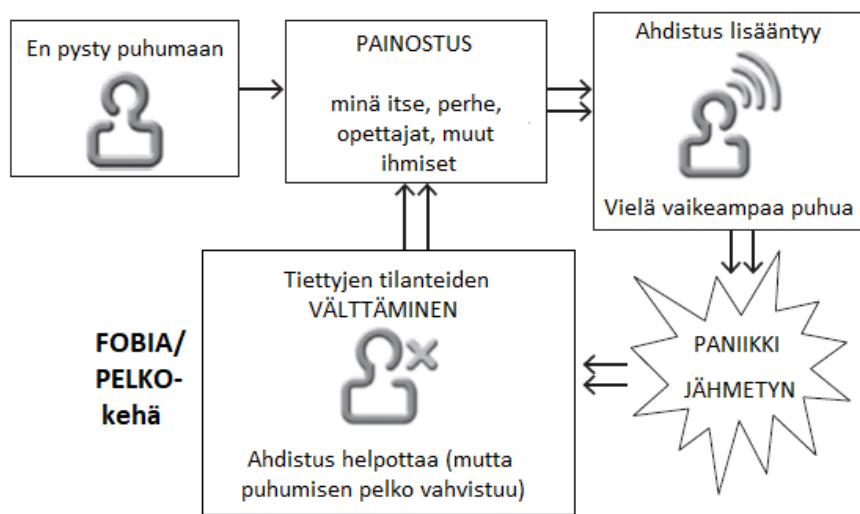 En pysty puhumaan
PAINOSTUS
minä itse, perhe,
opettajat, muut
ihmiset
Ahdistus lisääntyy
Vielä vaikeampaa puhua
PANIIKKI
JÄHMETYN
Tiettyjen tilanteiden
VÄLTTÄMINEN
Ahdistus helpottaa (mutta
puhumisen pelko vahvistuu)
FOBIA/
PELKO-
kehä